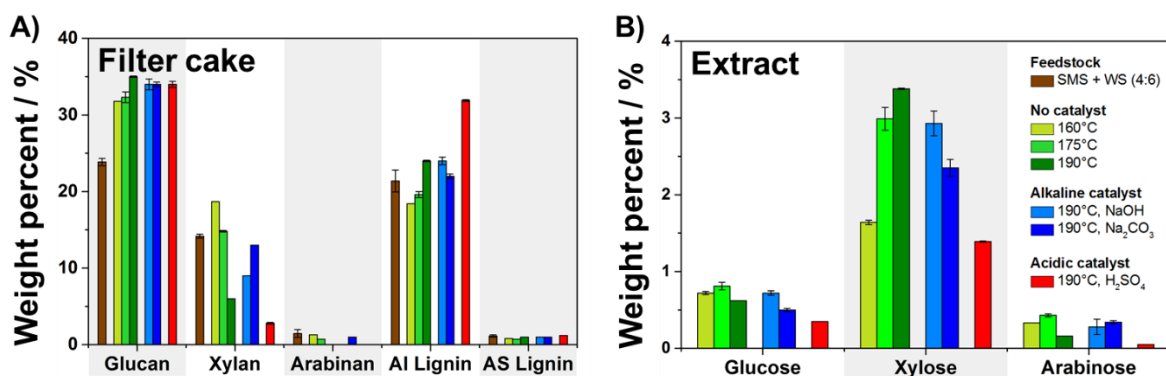 A)
Filter cake
Weight percent / %
40
30
20
10
0
Glucan Xylan Arabinan AI Lignin AS Lignin
B)
Extract
Weight percent / %
4
3
2
1
0
Glucose Xylose Arabinose
Feedstock
SMS + WS (4:6)
No catalyst
160°C
175°C
190°C
Alkaline catalyst
190°C, NaOH
190°C, Na₂CO₃
Acidic catalyst
190°C, H₂SO₄